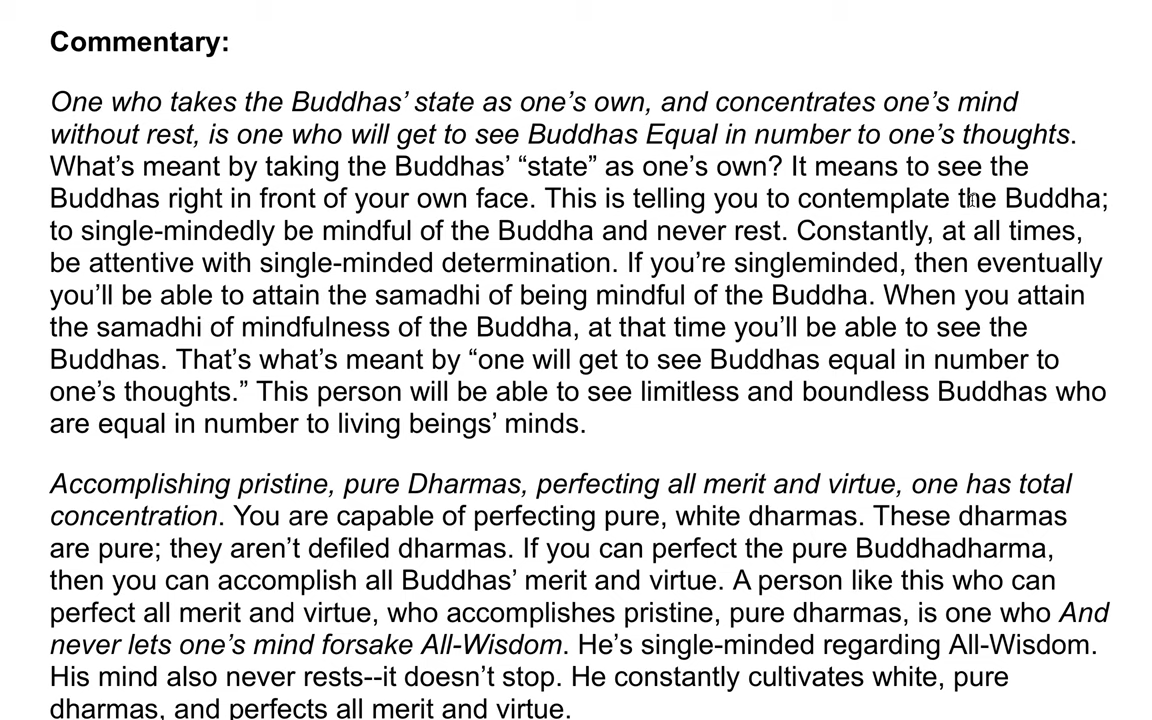 Commentary:
One who takes the Buddhas’ state as one’s own, and concentrates one’s mind
without rest, is one who will get to see Buddhas Equal in number to one’s thoughts.
What’s meant by taking the Buddhas’ “state” as one’s own? It means to see the
Buddhas right in front of your own face. This is telling you to contemplate the Buddha;
to single-mindedly be mindful of the Buddha and never rest. Constantly, at all times,
be attentive with single-minded determination. If you’re singleminded, then eventually
you’ll be able to attain the samadhi of being mindful of the Buddha. When you attain
the samadhi of mindfulness of the Buddha, at that time you’ll be able to see the
Buddhas. That’s what’s meant by “one will get to see Buddhas equal in number to
one’s thoughts.” This person will be able to see limitless and boundless Buddhas who
are equal in number to living beings’ minds.
Accomplishing pristine, pure Dharmas, perfecting all merit and virtue, one has total
concentration. You are capable of perfecting pure, white dharmas. These dharmas
are pure; they aren’t defiled dharmas. If you can perfect the pure Buddhadharma,
then you can accomplish all Buddhas’ merit and virtue. A person like this who can
perfect all merit and virtue, who accomplishes pristine, pure dharmas, is one who And
never lets one’s mind forsake All-Wisdom. He’s single-minded regarding All-Wisdom.
His mind also never rests--it doesn’t stop. He constantly cultivates white, pure
dharmas, and perfects all merit and virtue.